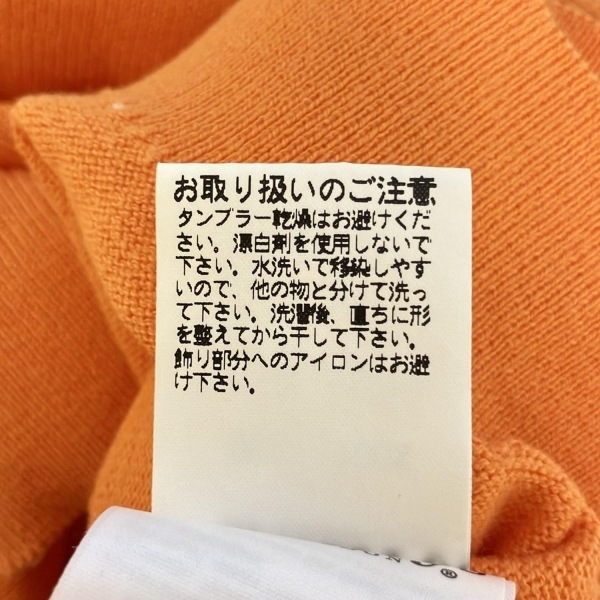 お取り扱いのご注意
タンブラー乾燥はお避けくだ
さい。漂白剤を使用しないで
下さい。水洗いで移染しやす
いので、他の物と分けて洗っ
て下さい。洗濯後、直ちに形
を整えてから干して下さい。
飾り部分へのアイロンはお避
け下さい。